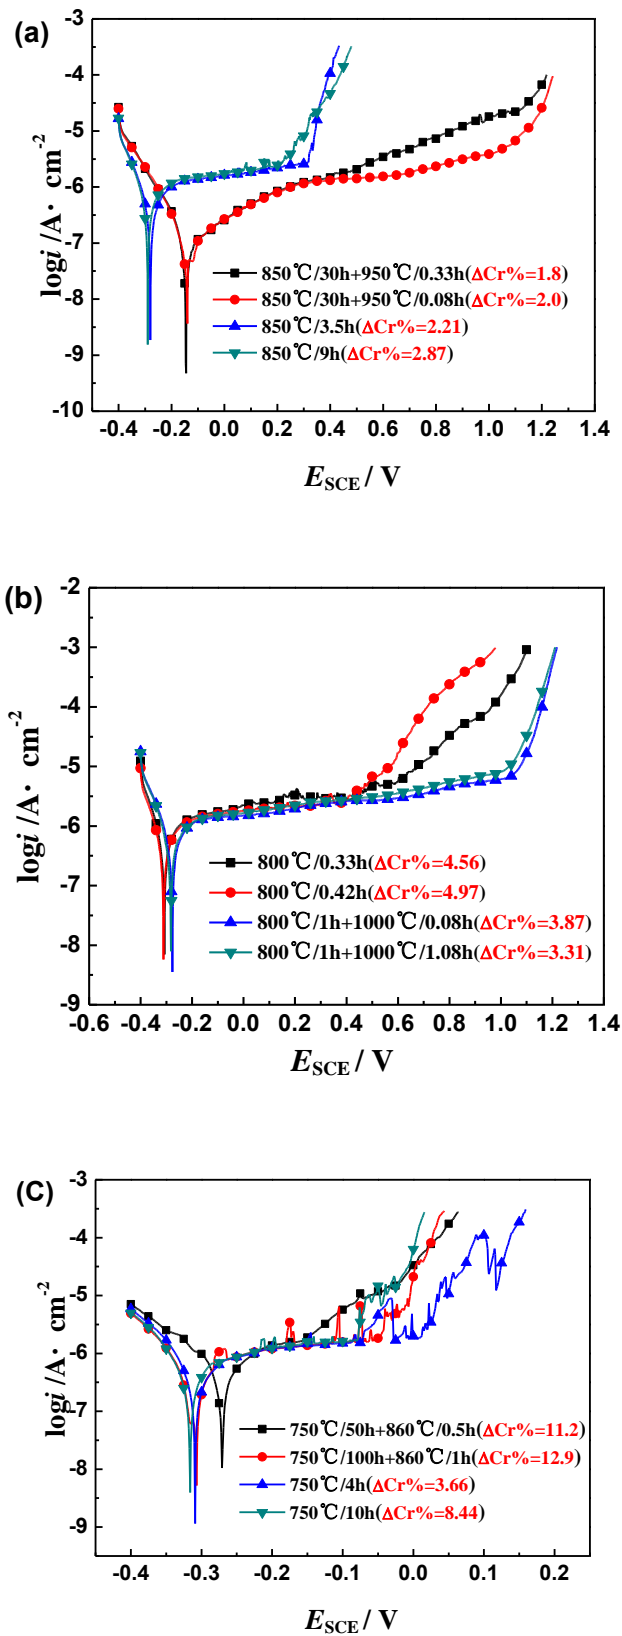 (a)
-3
-4
-5
-6
-7
-8
-9
-10
logi /A· cm-2
850℃/30h+950℃/0.33h(ΔCr%=1.8)
850℃/30h+950℃/0.08h(ΔCr%=2.0)
850℃/3.5h(ΔCr%=2.21)
850℃/9h(ΔCr%=2.87)
-0.4 -0.2 0.0 0.2 0.4 0.6 0.8 1.0 1.2 1.4
ESCE / V
(b)
-2
-3
-4
-5
-6
-7
-8
-9
logi /A· cm-2
800℃/0.33h(ΔCr%=4.56)
800℃/0.42h(ΔCr%=4.97)
800℃/1h+1000℃/0.08h(ΔCr%=3.87)
800℃/1h+1000℃/1.08h(ΔCr%=3.31)
-0.6 -0.4 -0.2 0.0 0.2 0.4 0.6 0.8 1.0 1.2 1.4
ESCE / V
(C)
-3
-4
-5
-6
-7
-8
-9
logi /A· cm-2
750℃/50h+860℃/0.5h(ΔCr%=11.2)
750℃/100h+860℃/1h(ΔCr%=12.9)
750℃/4h(ΔCr%=3.66)
750℃/10h(ΔCr%=8.44)
-0.4 -0.3 -0.2 -0.1 0.0 0.1 0.2
ESCE / V